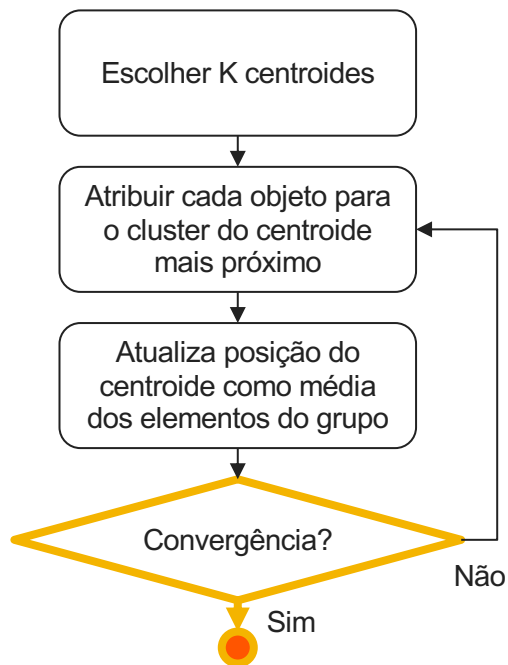 Escolher K centroides
Atribuir cada objeto para
o cluster do centroide
mais próximo
Atualiza posição do
centroide como média
dos elementos do grupo
Convergência?
Não
Sim